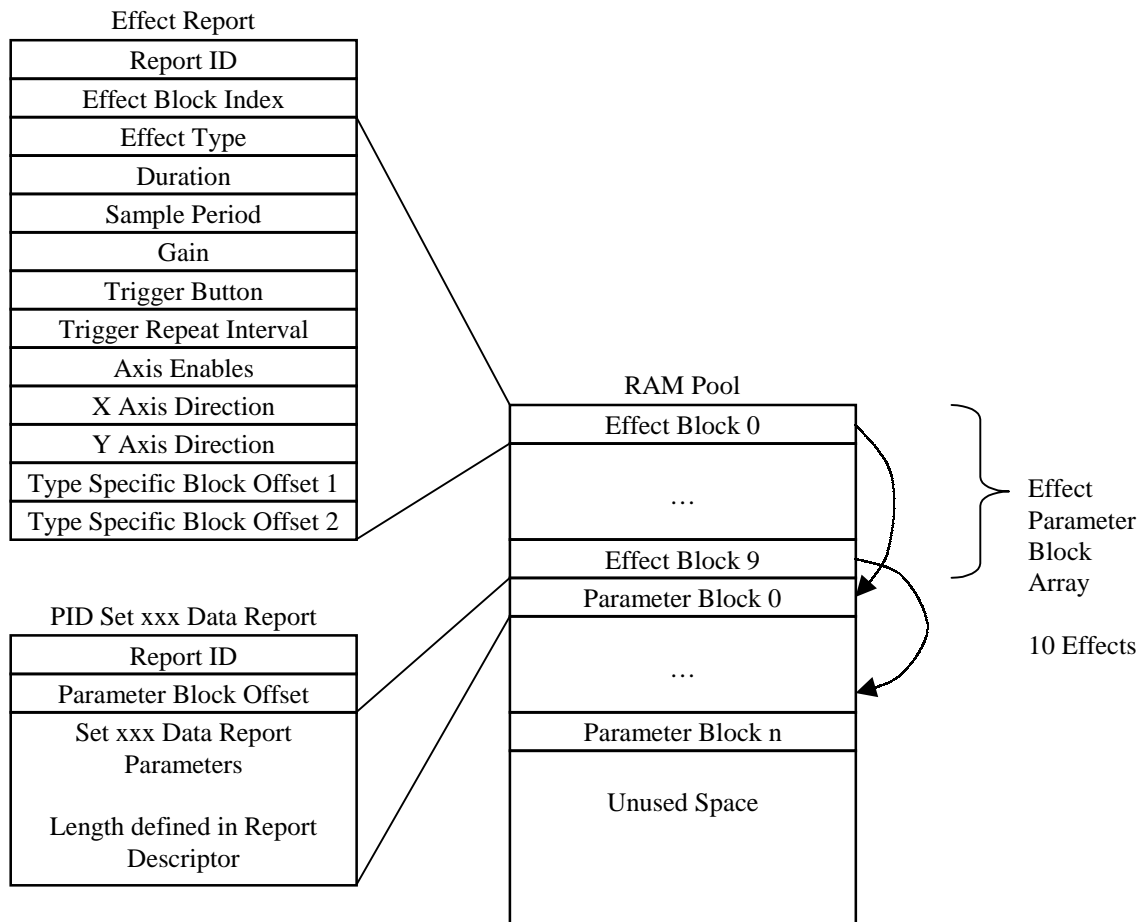 Effect Report
Report ID
Effect Block Index
Effect Type
Duration
Sample Period
Gain
Trigger Button
Trigger Repeat Interval
Axis Enables
X Axis Direction
Y Axis Direction
Type Specific Block Offset 1
Type Specific Block Offset 2
PID Set xxx Data Report
Report ID
Parameter Block Offset
Set xxx Data Report
Parameters
Length defined in Report
Descriptor
RAM Pool
Effect Block 0
…
Effect Block 9
Parameter Block 0
…
Parameter Block n
Unused Space
Effect
Parameter
Block
Array
10 Effects